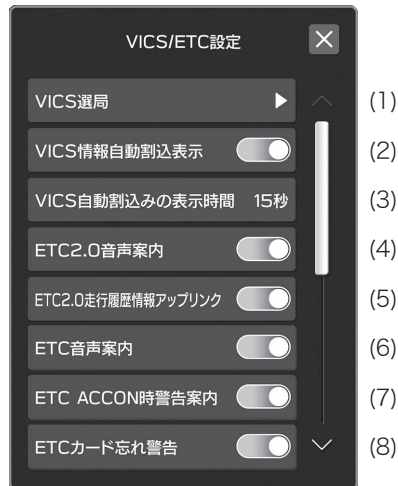 VICS/ETC設定
VICS選局 (1)
VICS情報自動割込表示 (2)
VICS自動割込みの表示時間 15秒 (3)
ETC2.0音声案内 (4)
ETC2.0走行履歴情報アップリンク (5)
ETC音声案内 (6)
ETC ACCON時警告案内 (7)
ETCカード忘れ警告 (8)